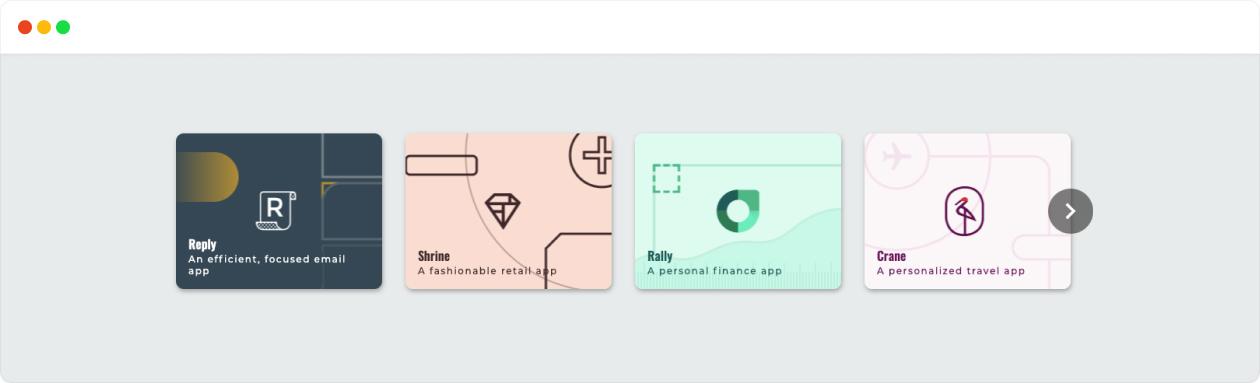 R
Reply
An efficient, focused email
app
Shrine
A fashionable retail app
Rally
A personal finance app
Crane
A personalized travel app